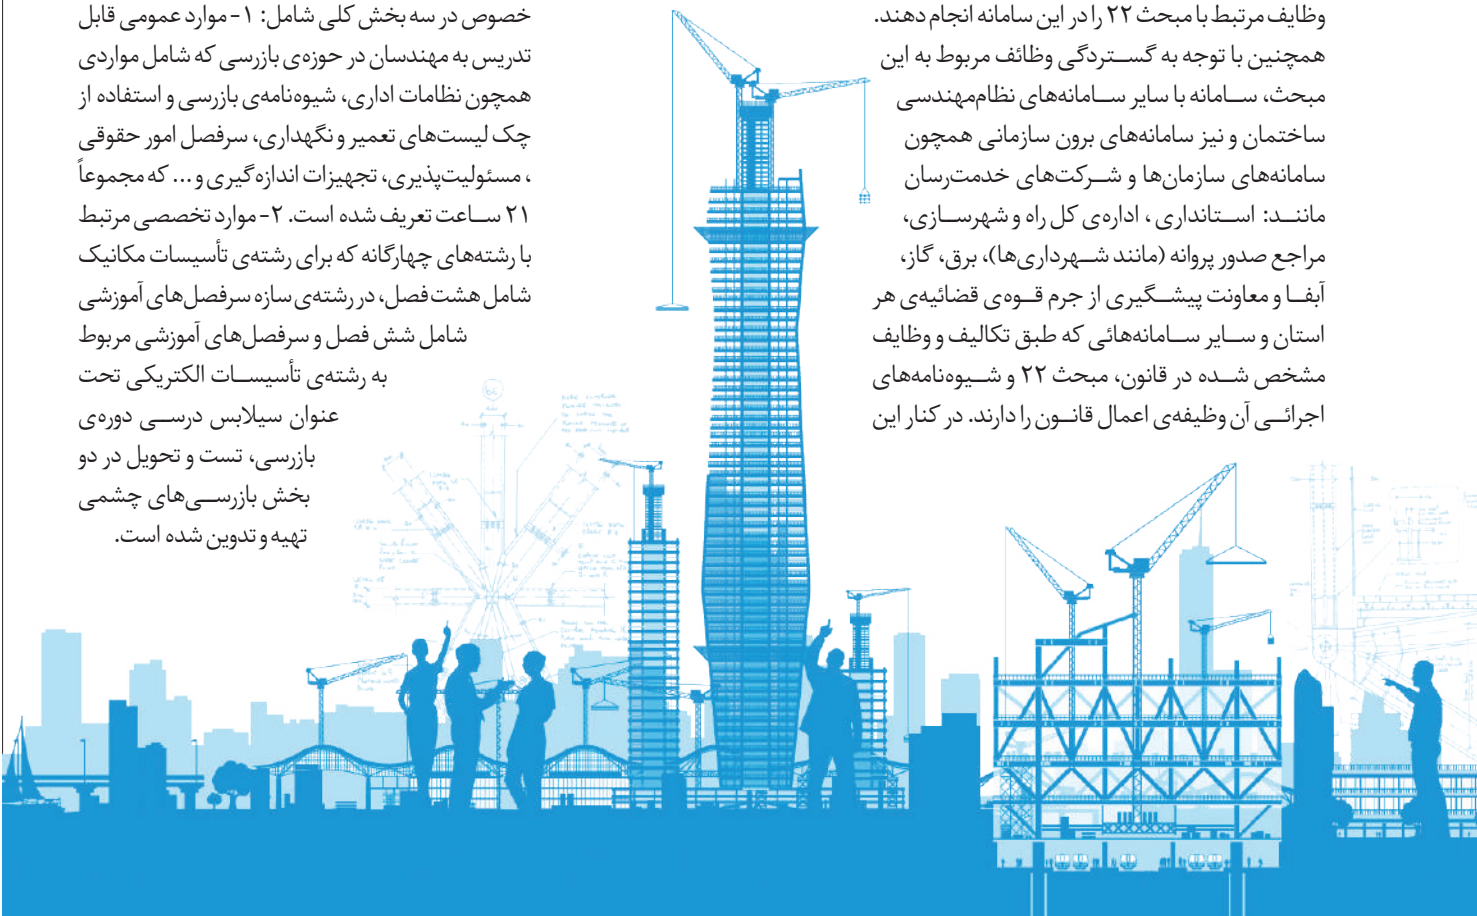 وظایف مرتبط با مبحث ۲۲ را در این سامانه انجام دهند.
همچنین با توجه به گستردگی وظائف مربوط به این
مبحث، سامانه با سایر سامانه‌های نظام‌مهندسی
ساختمان و نیز سامانه‌های برون سازمانی همچون
سامانه‌های سازمان‌ها و شرکت‌های خدمت‌رسان
مانند: استانداری ، اداره‌ی کل راه و شهرسازی،
مراجع صدور پروانه (مانند شهرداری‌ها)، برق، گاز،
آبفا و معاونت پیشگیری از جرم قوه‌ی قضائیه‌ی هر
استان و سایر سامانه‌هائی که طبق تکالیف و وظایف
مشخص شده در قانون، مبحث ۲۲ و شیوه‌نامه‌های
اجرائی آن وظیفه‌ی اعمال قانون را دارند. در کنار این
خصوص در سه بخش کلی شامل: ۱- موارد عمومی قابل
تدریس به مهندسان در حوزه‌ی بازرسی که شامل مواردی
همچون نظامات اداری، شیوه‌نامه‌ی بازرسی و استفاده از
چک لیست‌های تعمیر و نگهداری، سرفصل امور حقوقی
، مسئولیت‌پذیری، تجهیزات اندازه‌گیری و... که مجموعاً
۲۱ ساعت تعریف شده است. ۲- موارد تخصصی مرتبط
با رشته‌های چهارگانه که برای رشته‌ی تأسیسات مکانیک
شامل هشت فصل، در رشته‌ی سازه سرفصل‌های آموزشی
شامل شش فصل و سرفصل‌های آموزشی مربوط
به رشته‌ی تأسیسات الکتریکی تحت
عنوان سیلابس درسی دوره‌ی
بازرسی، تست و تحویل در دو
بخش بازرسی‌های چشمی
تهیه و تدوین شده است.